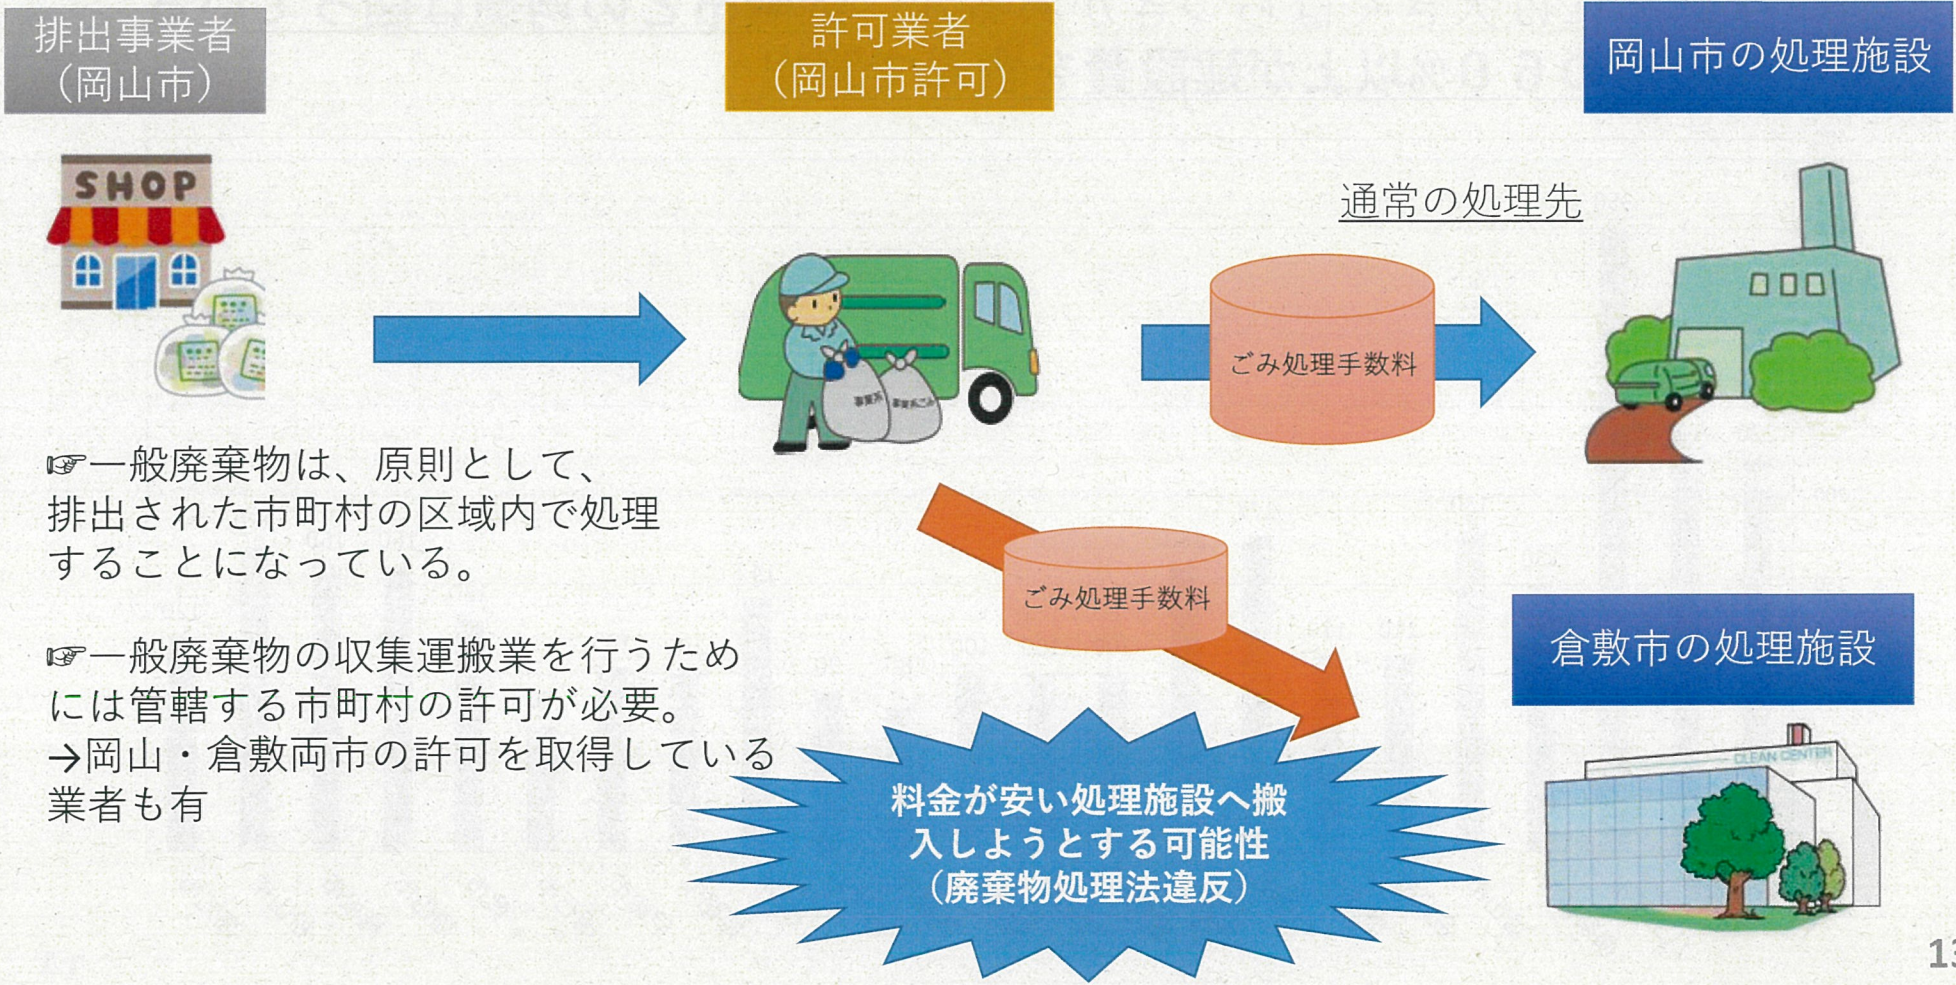 排出事業者
（岡山市）
許可業者
（岡山市許可）
岡山市の処理施設
SHOP
通常の処理先
ごみ処理手数料
事業系ごみ
☞一般廃棄物は、原則として、
排出された市町村の区域内で処理
することになっている。
ごみ処理手数料
☞一般廃棄物の収集運搬業を行うため
には管轄する市町村の許可が必要。
→岡山・倉敷両市の許可を取得している
業者も有
倉敷市の処理施設
CLEAN CENTER
料金が安い処理施設へ搬
入しようとする可能性
（廃棄物処理法違反）
13